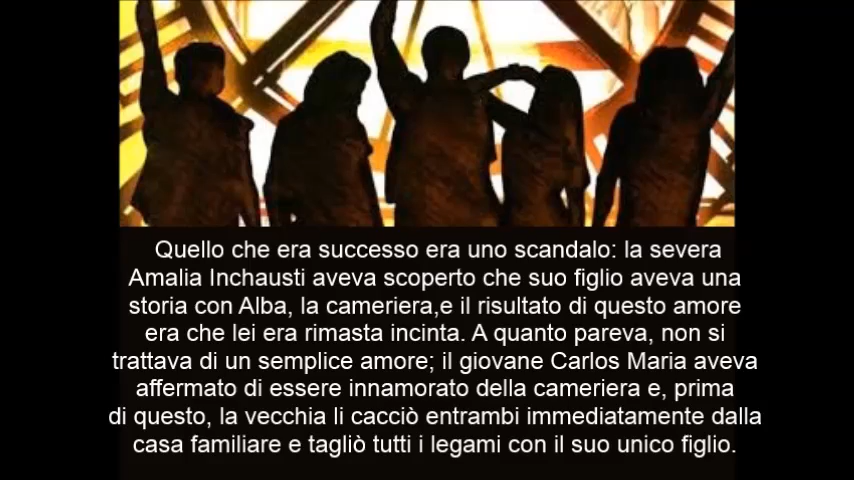 Quello che era successo era uno scandalo: la severa
Amalia Inchausti aveva scoperto che suo figlio aveva una
storia con Alba, la cameriera,e il risultato di questo amore
era che lei era rimasta incinta. A quanto pareva, non si
trattava di un semplice amore; il giovane Carlos Maria aveva
affermato di essere innamorato della cameriera e, prima
di questo, la vecchia li cacciò entrambi immediatamente dalla
casa familiare e tagliò tutti i legami con il suo unico figlio.